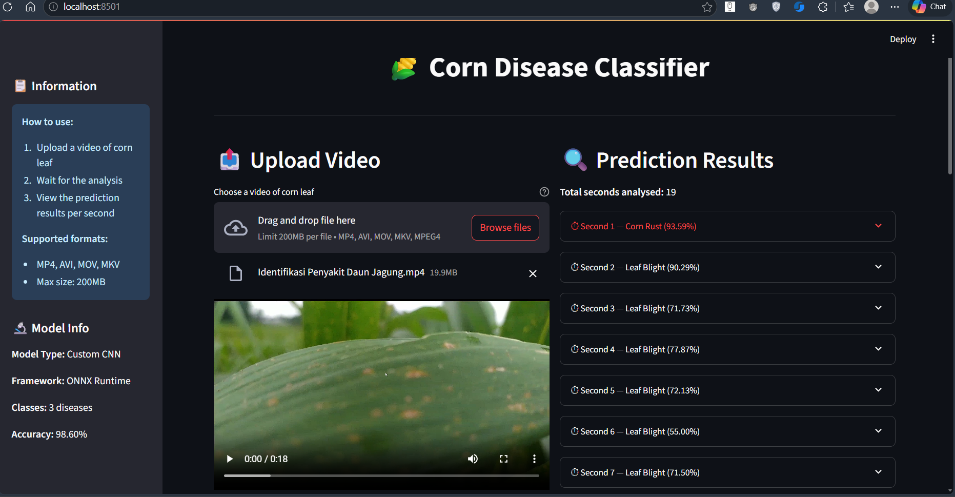 localhost:8501
Chat
Deploy
Corn Disease Classifier
Information
How to use:
1. Upload a video of corn
leaf
2. Wait for the analysis
3. View the prediction
results per second
Supported formats:
• MP4, AVI, MOV, MKV
• Max size: 200MB
Model Info
Model Type: Custom CNN
Framework: ONNX Runtime
Classes: 3 diseases
Accuracy: 98.60%
Upload Video
Choose a video of corn leaf
Drag and drop file here
Limit 200MB per file • MP4, AVI, MOV, MKV, MPEG4
Browse files
Identifikasi Penyakit Daun Jagung.mp4 19.9MB
0:00 / 0:18
Prediction Results
Total seconds analysed: 19
Second 1 — Corn Rust (93.59%)
Second 2 — Leaf Blight (90.29%)
Second 3 — Leaf Blight (71.73%)
Second 4 — Leaf Blight (77.87%)
Second 5 — Leaf Blight (72.13%)
Second 6 — Leaf Blight (55.00%)
Second 7 — Leaf Blight (71.50%)